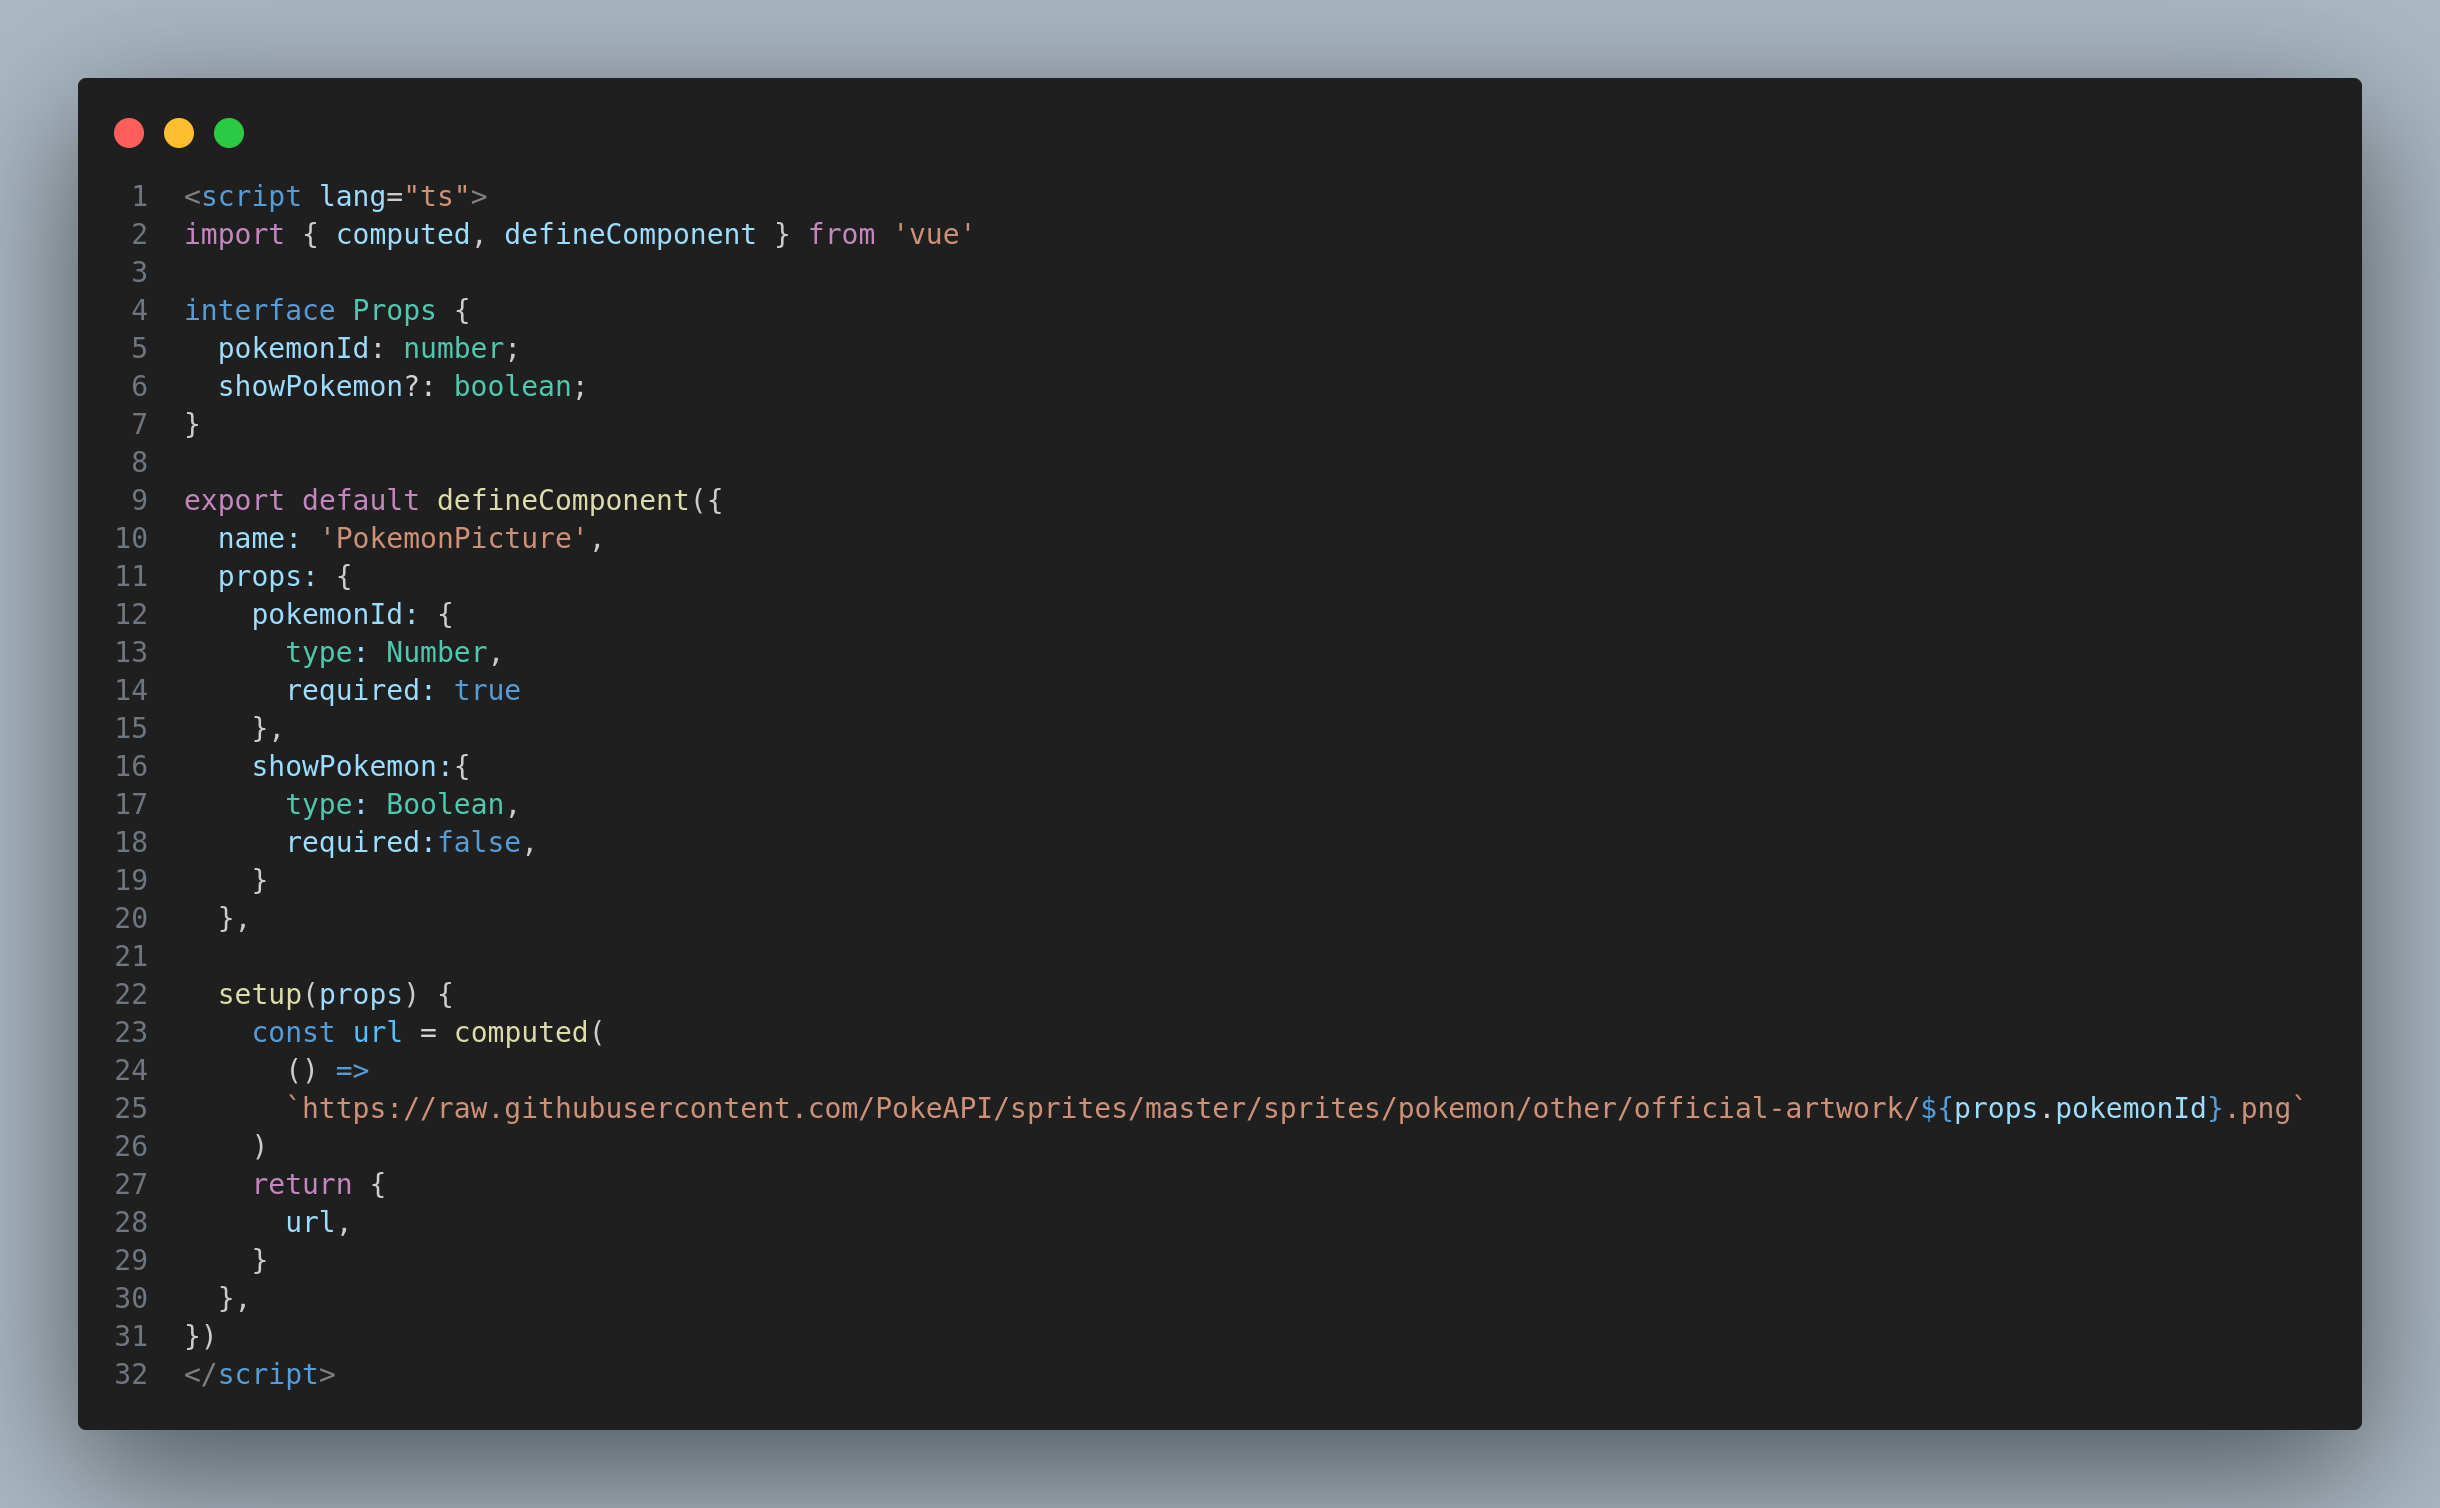 1 <script lang="ts">
2 import { computed, defineComponent } from 'vue'
3
4 interface Props {
5   pokemonId: number;
6   showPokemon?: boolean;
7 }
8
9 export default defineComponent({
10   name: 'PokemonPicture',
11   props: {
12     pokemonId: {
13       type: Number,
14       required: true
15     },
16     showPokemon:{
17       type: Boolean,
18       required:false,
19     }
20   },
21
22   setup(props) {
23     const url = computed(
24       () =>
25       `https://raw.githubusercontent.com/PokeAPI/sprites/master/sprites/pokemon/other/official-artwork/${props.pokemonId}.png`
26     )
27     return {
28       url,
29     }
30   },
31 })
32 </script>